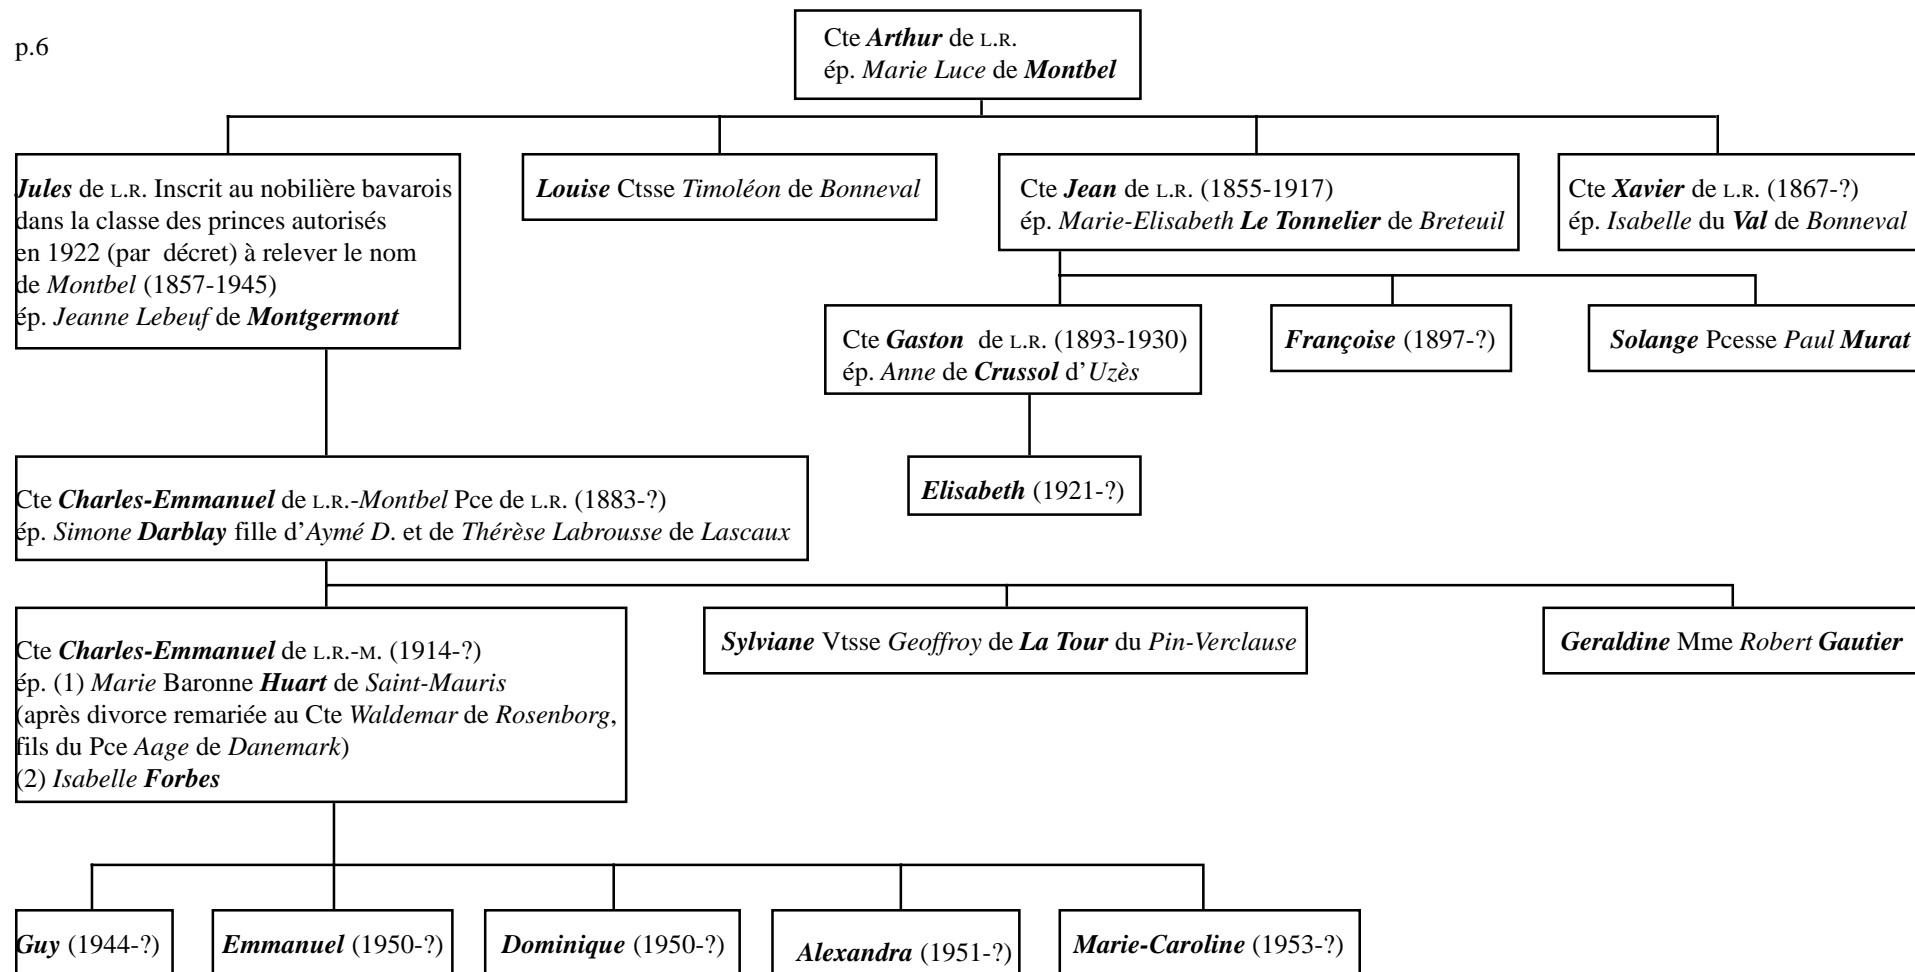 p.6
Cte Arthur de L.R.
ép. Marie Luce de Montbel
Jules de L.R. Inscrit au nobilière bavarois
dans la classe des princes autorisés
en 1922 (par décret) à relever le nom
de Montbel (1857-1945)
ép. Jeanne Lebeuf de Montgermont
Louise Ctsse Timoléon de Bonneval
Cte Jean de L.R. (1855-1917)
ép. Marie-Elisabeth Le Tonnelier de Breteuil
Cte Xavier de L.R. (1867-?)
ép. Isabelle du Val de Bonneval
Cte Gaston de L.R. (1893-1930)
ép. Anne de Crussol d'Uzès
Françoise (1897-?)
Solange Pcesse Paul Murat
Elisabeth (1921-?)
Cte Charles-Emmanuel de L.R.-Montbel Pce de L.R. (1883-?)
ép. Simone Darblay fille d'Aymé D. et de Thérèse Labrousse de Lascaux
Cte Charles-Emmanuel de L.R.-M. (1914-?)
ép. (1) Marie Baronne Huart de Saint-Mauris
(après divorce remariée au Cte Waldemar de Rosenborg,
fils du Pce Aage de Danemark)
(2) Isabelle Forbes
Sylviane Vtsse Geoffroy de La Tour du Pin-Verclause
Geraldine Mme Robert Gautier
Guy (1944-?)
Emmanuel (1950-?)
Dominique (1950-?)
Alexandra (1951-?)
Marie-Caroline (1953-?)